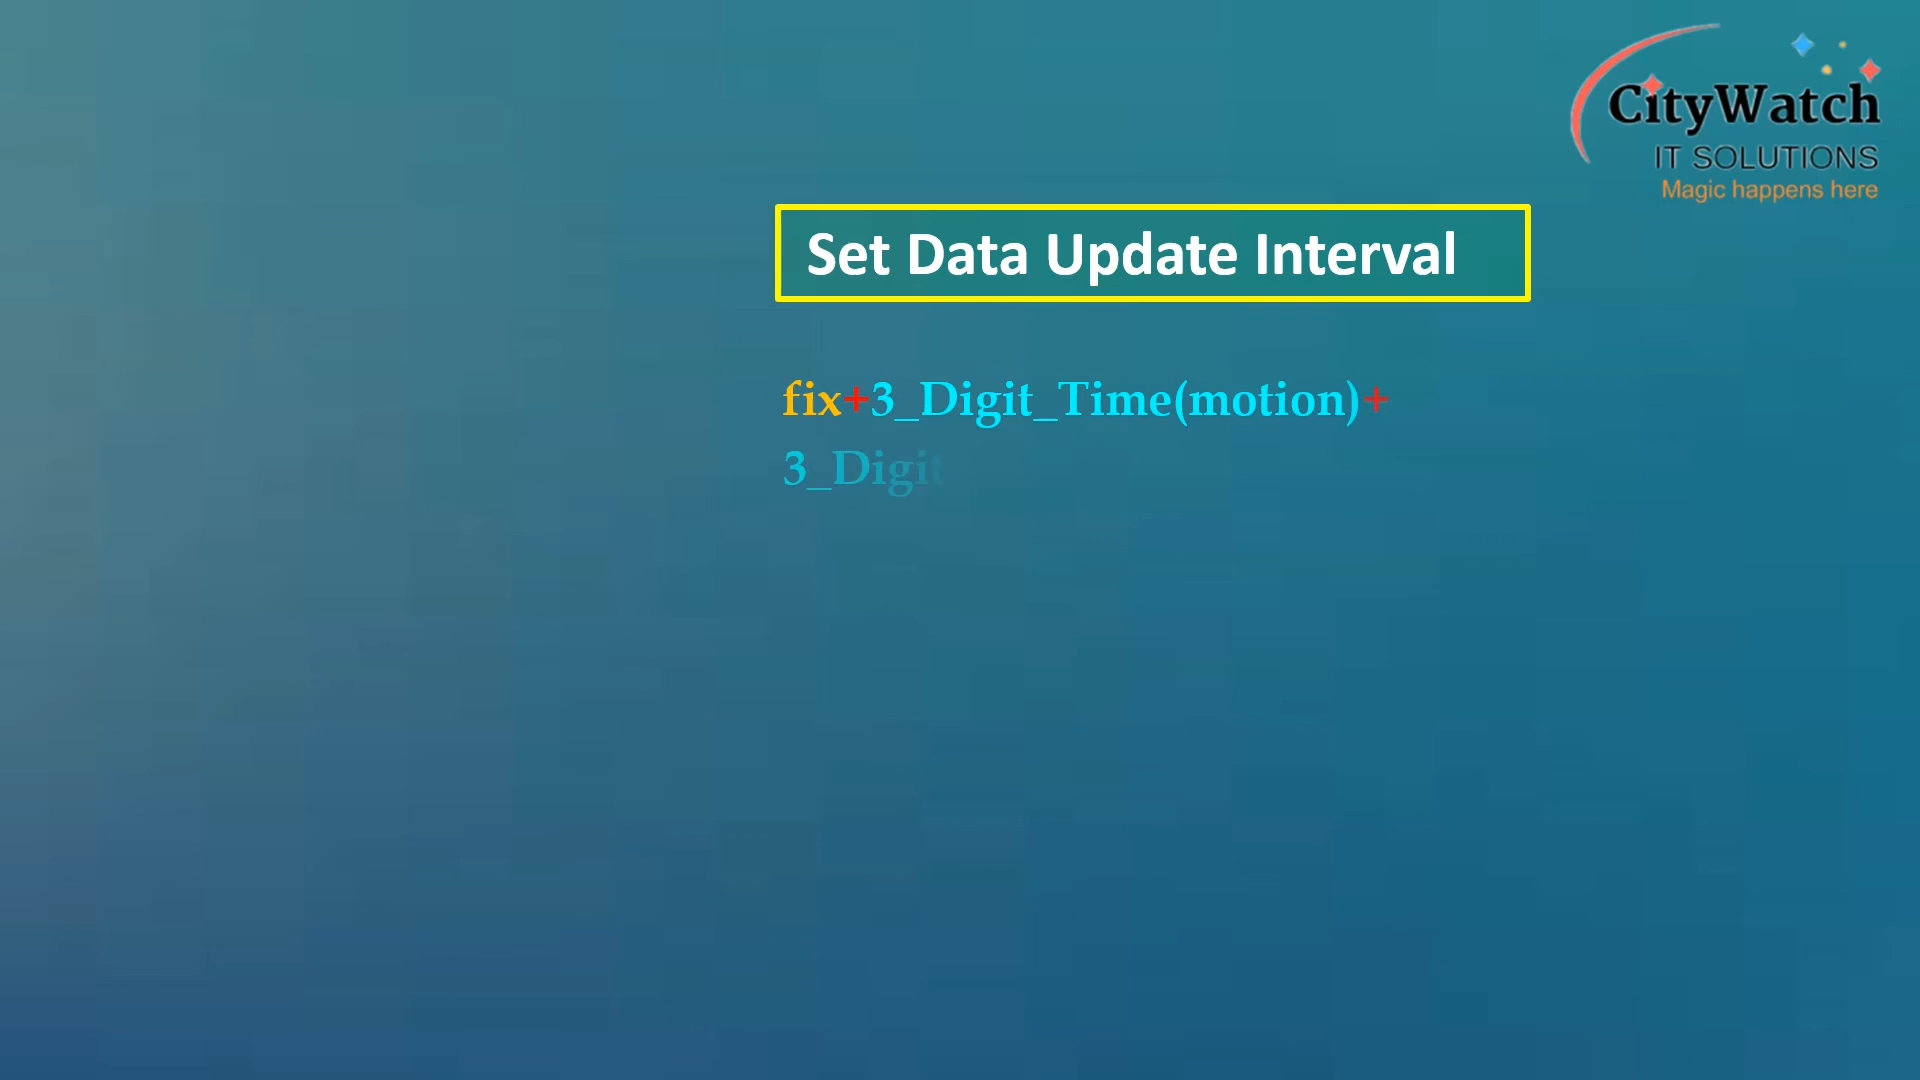 CityWatch
IT SOLUTIONS
Magic happens here
Set Data Update Interval
fix+3_Digit_Time(motion)+
3_Digit